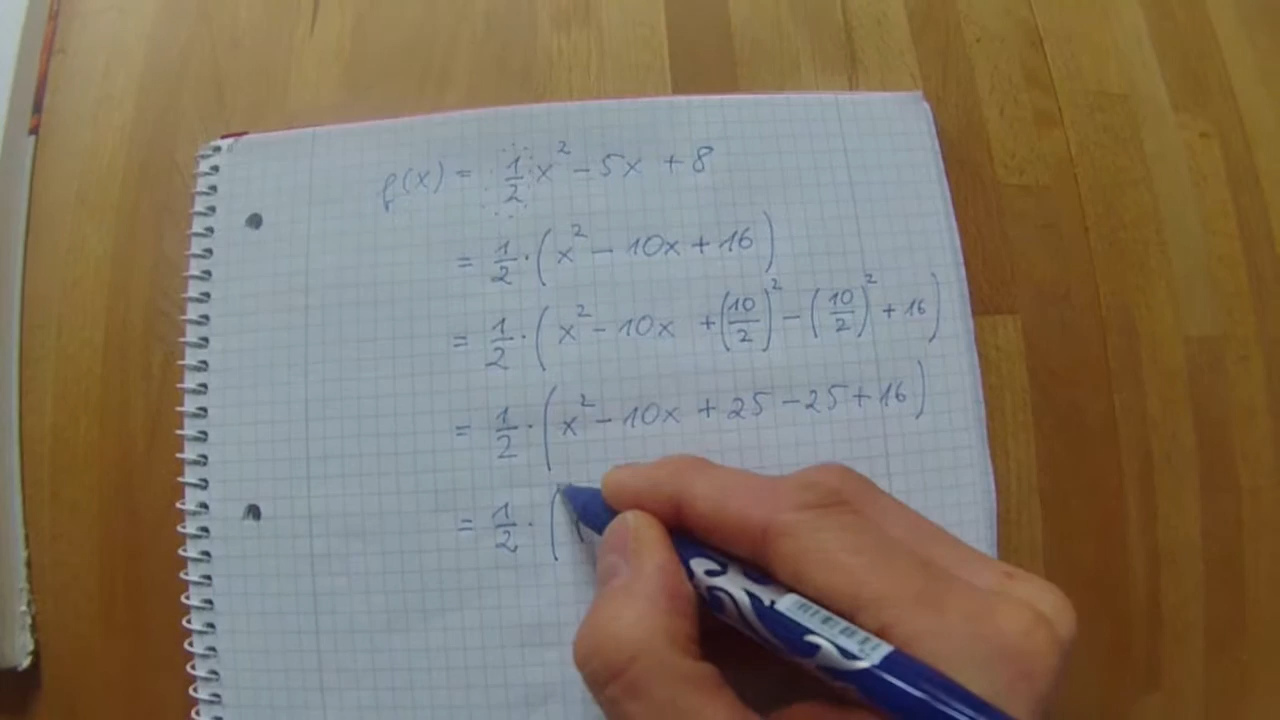 f(x) = 1/2 x² - 5x + 8
= 1/2 · (x² - 10x + 16)
= 1/2 · (x² - 10x + (10/2)² - (10/2)² + 16)
= 1/2 · (x² - 10x + 25 - 25 + 16)
= 1/2 · (